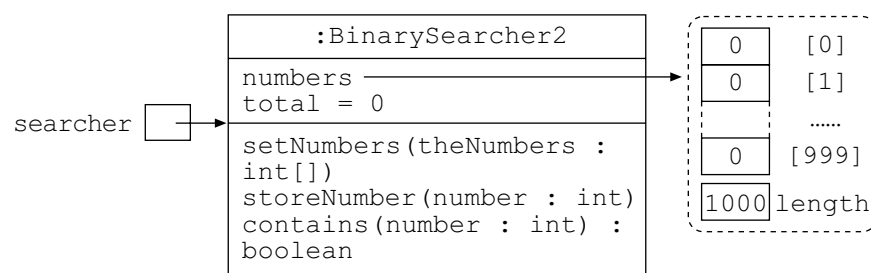 :BinarySearcher2
searcher
numbers
total = 0
setNumbers(theNumbers :
int[])
storeNumber(number : int)
contains(number : int) :
boolean
0 [0]
0 [1]
......
0 [999]
1000 length